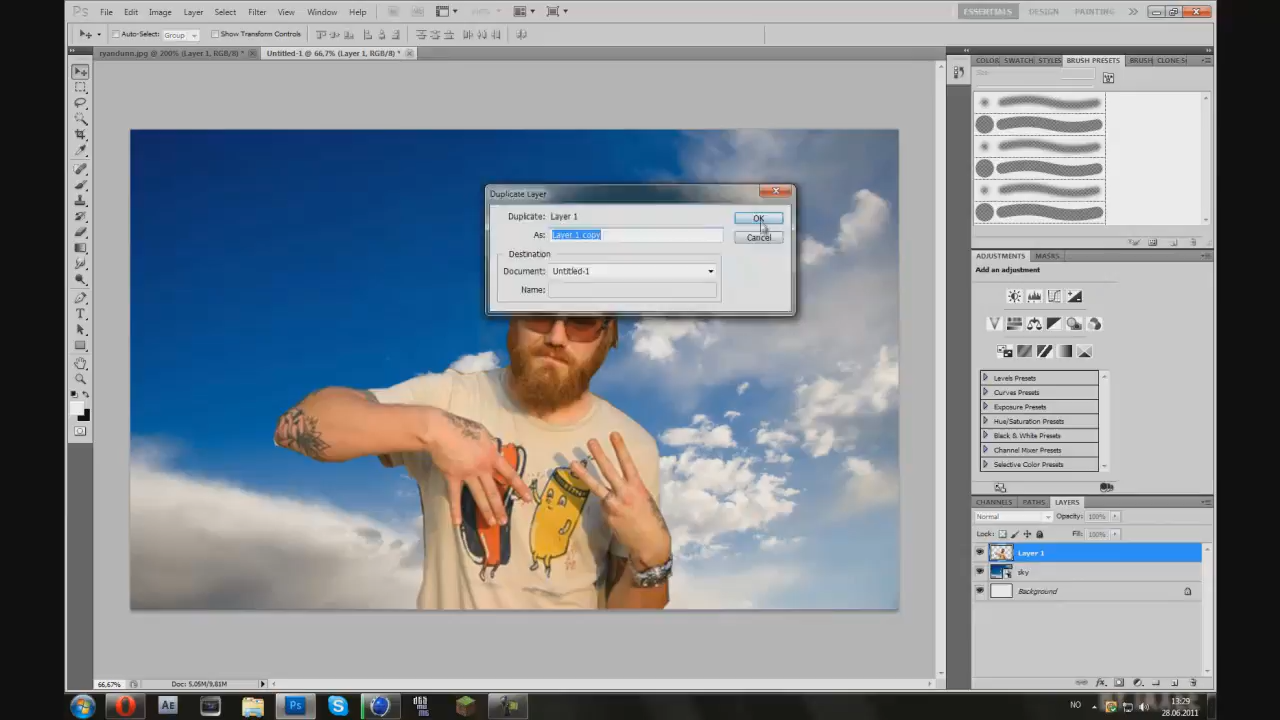 Ps File Edit Image Layer Select Filter View Window Help
ESSENTIALS DESIGN PAINTING
Auto-Select: Group Show Transform Controls
ryandunn.jpg @ 200% (Layer 1, RGB/8) * Untitled-1 @ 66,7% (Layer 1, RGB/8) *
COLOR SWATCH STYLES BRUSH PRESETS BRUSH CLONE S
Size:
Duplicate Layer
Duplicate: Layer 1
OK
As: Layer 1 copy
Cancel
Destination
Document: Untitled-1
Name:
ADJUSTMENTS MASKS
Add an adjustment
Levels Presets
Curves Presets
Exposure Presets
Hue/Saturation Presets
Black & White Presets
Channel Mixer Presets
Selective Color Presets
CHANNELS PATHS LAYERS
Normal Opacity: 100%
Lock: Fill: 100%
Layer 1
sky
Background
66,67% Doc: 5,05M/9,81M
Ae Ps NO 13:29
28.06.2011